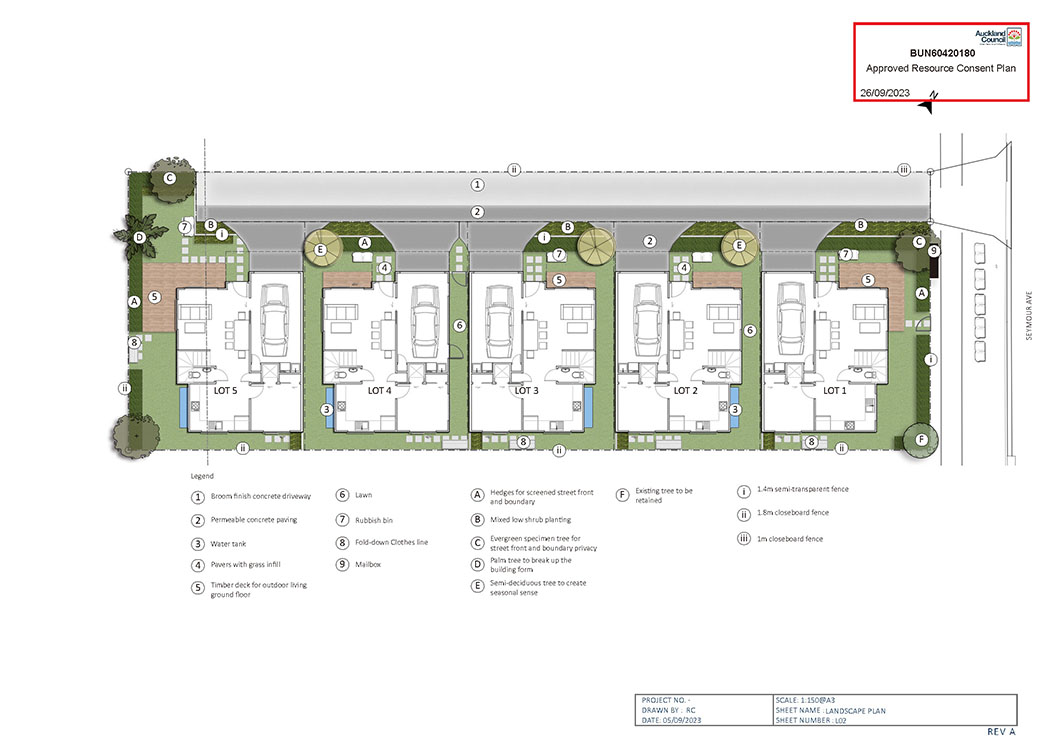 Auckland
Council
BUN60420180
Approved Resource Consent Plan
26/09/2023
N
ii
iii
1
C
2
7
B
i
D
E
A
i
B
2
E
B
C
9
7
4
7
4
5
5
5
A
A
6
6
8
i
ii
SEYMOUR AVE
LOT 5
LOT 4
LOT 3
LOT 2
LOT 1
3
3
ii
8
ii
8
ii
F
Legend
1 Broom finish concrete driveway
2 Permeable concrete paving
3 Water tank
4 Pavers with grass infill
5 Timber deck for outdoor living
ground floor
6 Lawn
7 Rubbish bin
8 Fold-down Clothes line
9 Mailbox
A Hedges for screened street front
and boundary
B Mixed low shrub planting
C Evergreen specimen tree for
street front and boundary privacy
D Palm tree to break up the
building form
E Semi-deciduous tree to create
seasonal sense
F Existing tree to be
retained
i 1.4m semi-transparent fence
ii 1.8m closeboard fence
iii 1m closeboard fence
PROJECT NO. -
DRAWN BY : RC
DATE: 05/09/2023
SCALE: 1:150@A3
SHEET NAME : LANDSCAPE PLAN
SHEET NUMBER : L02
REV A